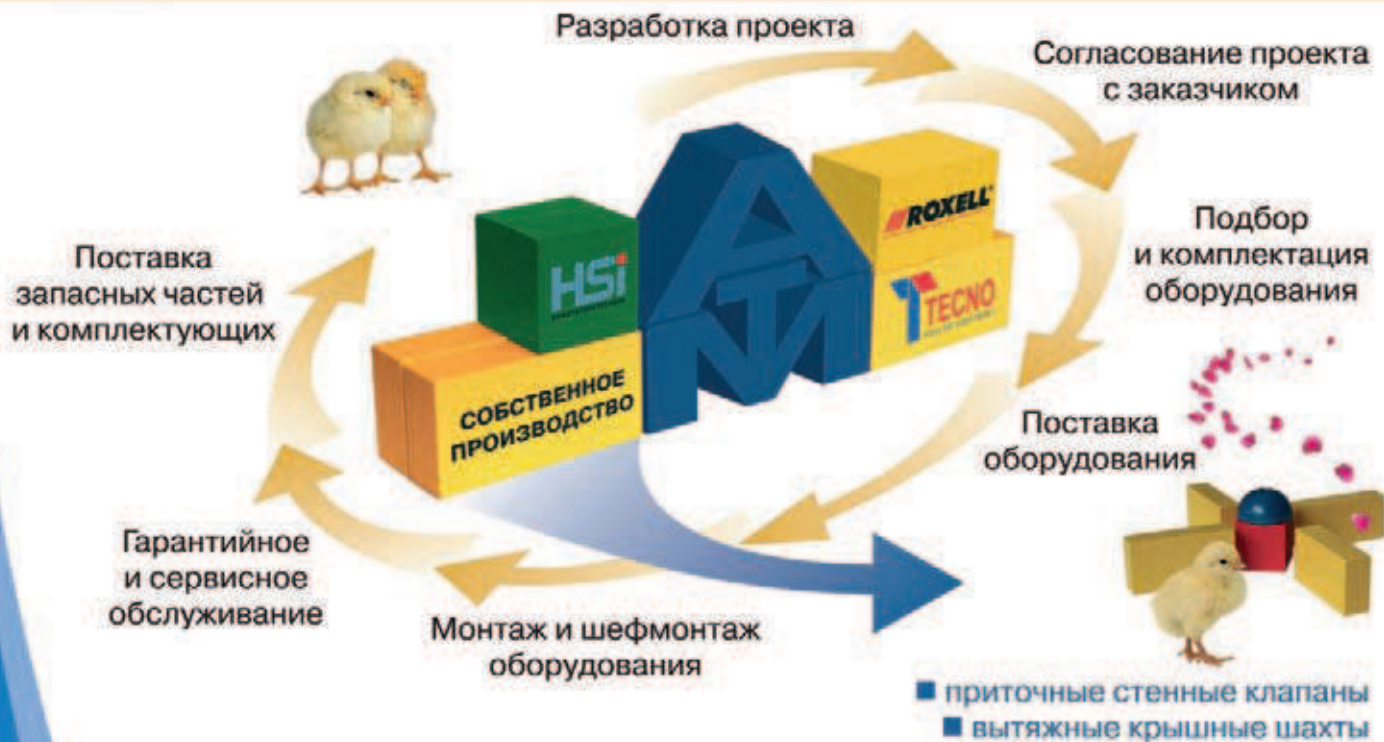 Разработка проекта
Согласование проекта
с заказчиком
Подбор
и комплектация
оборудования
Поставка
оборудования
Монтаж и шефмонтаж
оборудования
Гарантийное
и сервисное
обслуживание
Поставка
запасных частей
и комплектующих
HSi
АМТИ
ROXELL®
TECNO
СОБСТВЕННОЕ
ПРОИЗВОДСТВО
■ приточные стенные клапаны
■ вытяжные крышные шахты